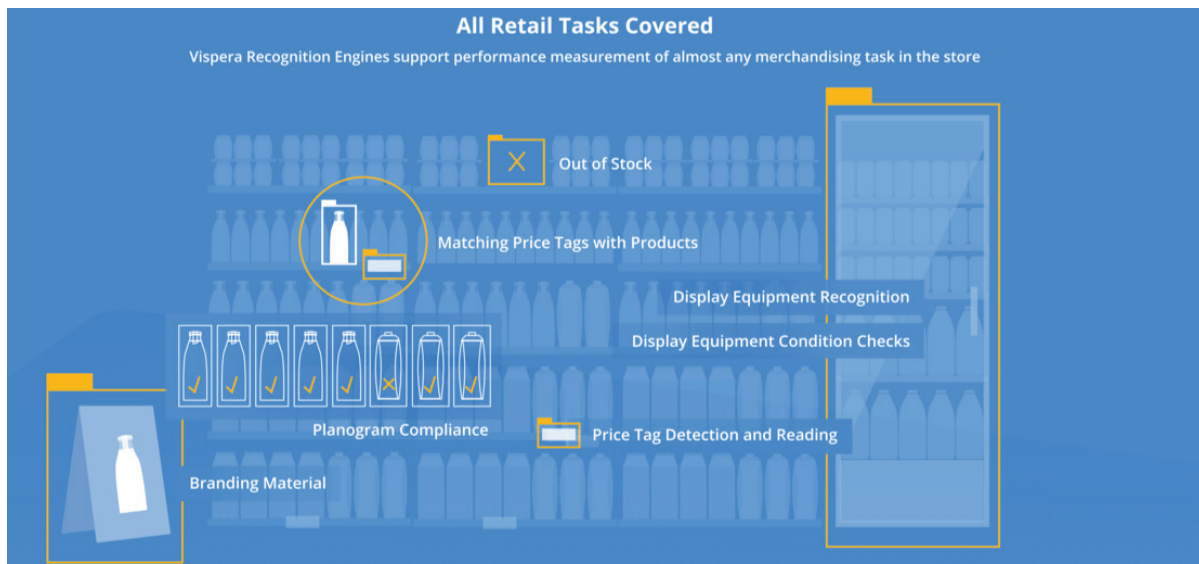 All Retail Tasks Covered
Vispera Recognition Engines support performance measurement of almost any merchandising task in the store
Out of Stock
Matching Price Tags with Products
Display Equipment Recognition
Display Equipment Condition Checks
Planogram Compliance
Price Tag Detection and Reading
Branding Material